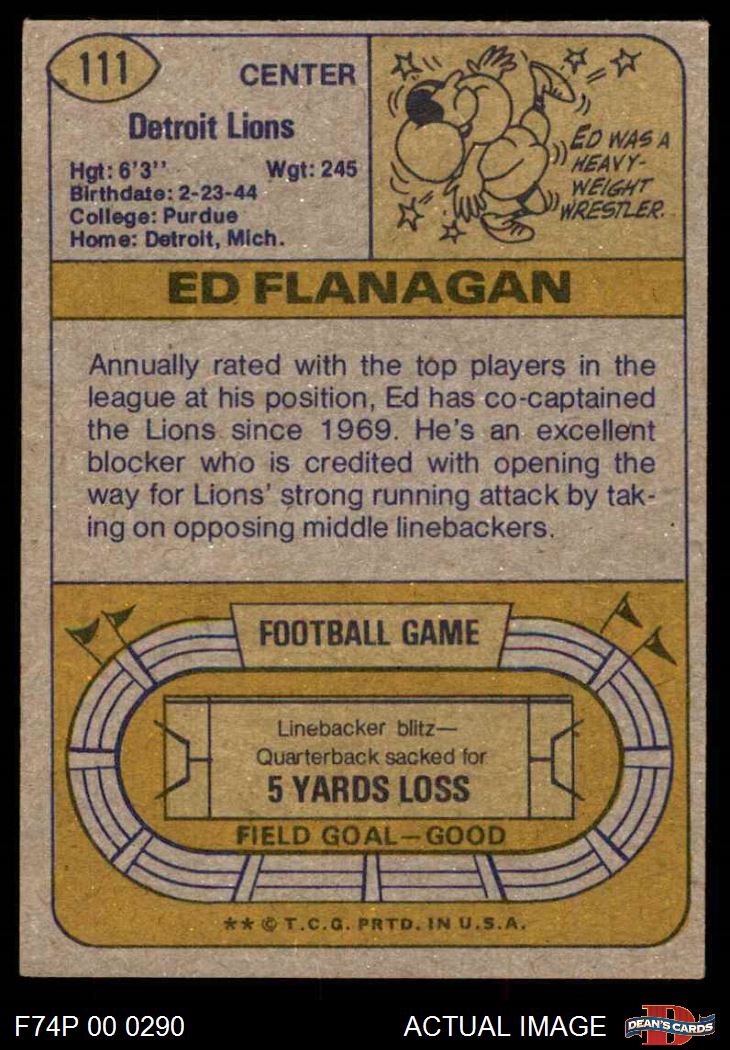 111
CENTER
Detroit Lions
Hgt: 6'3'' Wgt: 245
Birthdate: 2-23-44
College: Purdue
Home: Detroit, Mich.
ED WAS A
HEAVY-
WEIGHT
WRESTLER.
ED FLANAGAN
Annually rated with the top players in the
league at his position, Ed has co-captained
the Lions since 1969. He's an excellent
blocker who is credited with opening the
way for Lions' strong running attack by tak-
ing on opposing middle linebackers.
FOOTBALL GAME
Linebacker blitz—
Quarterback sacked for
5 YARDS LOSS
FIELD GOAL—GOOD
** © T.C.G. PRTD. IN U.S.A.
F74P 00 0290
ACTUAL IMAGE
D
DEAN'S CARDS